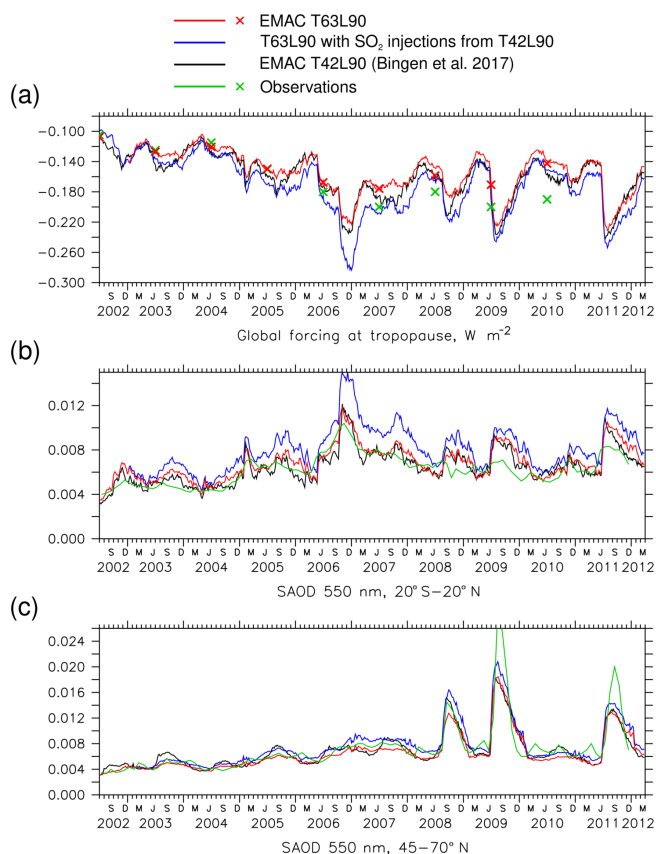 EMAC T63L90
T63L90 with SO2 injections from T42L90
EMAC T42L90 (Bingen et al. 2017)
Observations
(a)
−0.100
−0.140
−0.180
−0.220
−0.260
−0.300
S D M J S D M J S D M J S D M J S D M J S D M J S D M J S D M J S D M J S D M
2002 2003 2004 2005 2006 2007 2008 2009 2010 2011 2012
Global forcing at tropopause, W m−2
(b)
0.012
0.008
0.004
0.000
S D M J S D M J S D M J S D M J S D M J S D M J S D M J S D M J S D M J S D M
2002 2003 2004 2005 2006 2007 2008 2009 2010 2011 2012
SAOD 550 nm, 20°S−20°N
(c)
0.024
0.020
0.016
0.012
0.008
0.004
0.000
S D M J S D M J S D M J S D M J S D M J S D M J S D M J S D M J S D M J S D M
2002 2003 2004 2005 2006 2007 2008 2009 2010 2011 2012
SAOD 550 nm, 45−70°N